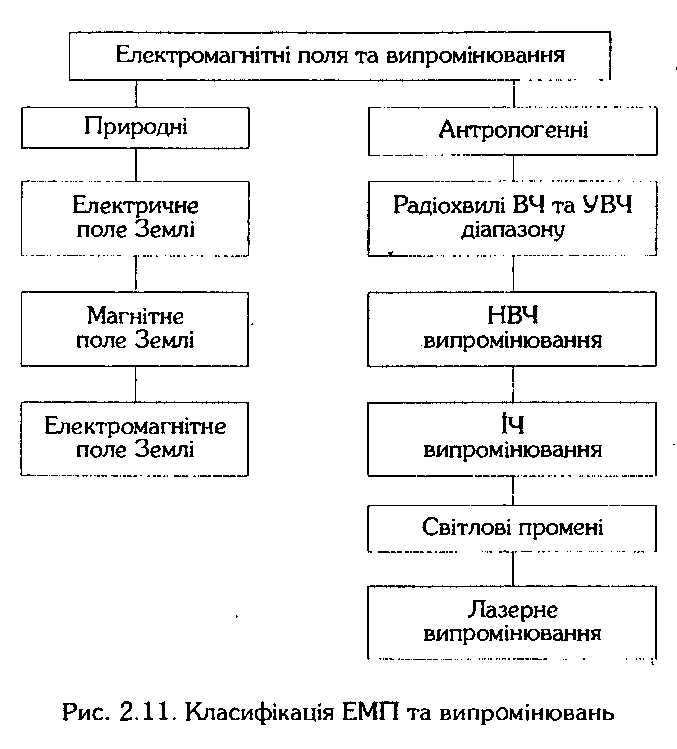 Електромагнітні поля та випромінювання
Природні
Антропогенні
Електричне
поле Землі
Радіохвилі ВЧ та УВЧ
діапазону
Магнітне
поле Землі
НВЧ
випромінювання
Електромагнітне
поле Землі
ІЧ
випромінювання
Світлові промені
Лазерне
випромінювання
Рис. 2.11. Класифікація ЕМП та випромінювань